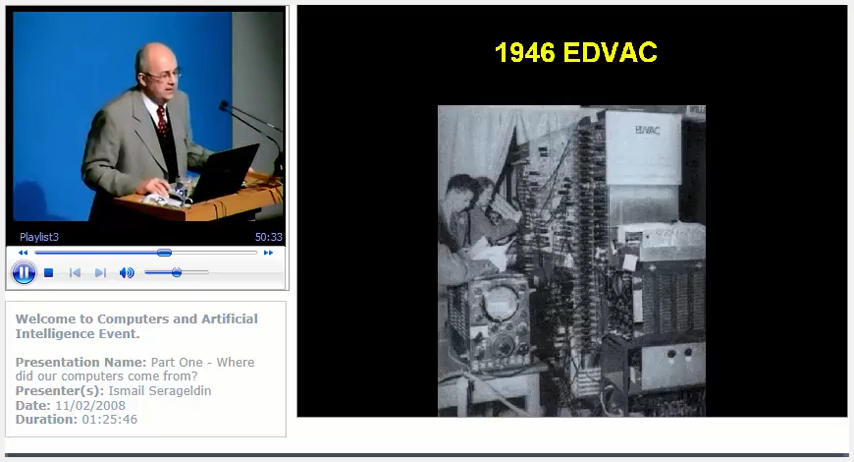 1946 EDVAC
EDVAC
Playlist3
50:33
Welcome to Computers and Artificial
Intelligence Event.
Presentation Name: Part One - Where
did our computers come from?
Presenter(s): Ismail Serageldin
Date: 11/02/2008
Duration: 01:25:46